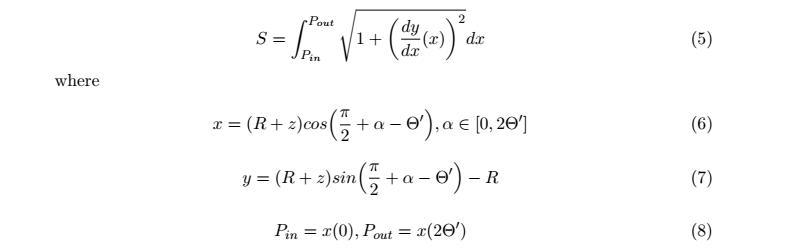 S = \int_{P_{in}}^{P_{out}} \sqrt{1 + \left(\frac{dy}{dx}(x)\right)^2} dx (5)
where
x = (R + z)cos\left(\frac{\pi}{2} + \alpha - \Theta'\right), \alpha \in [0, 2\Theta'] (6)
y = (R + z)sin\left(\frac{\pi}{2} + \alpha - \Theta'\right) - R (7)
P_{in} = x(0), P_{out} = x(2\Theta') (8)